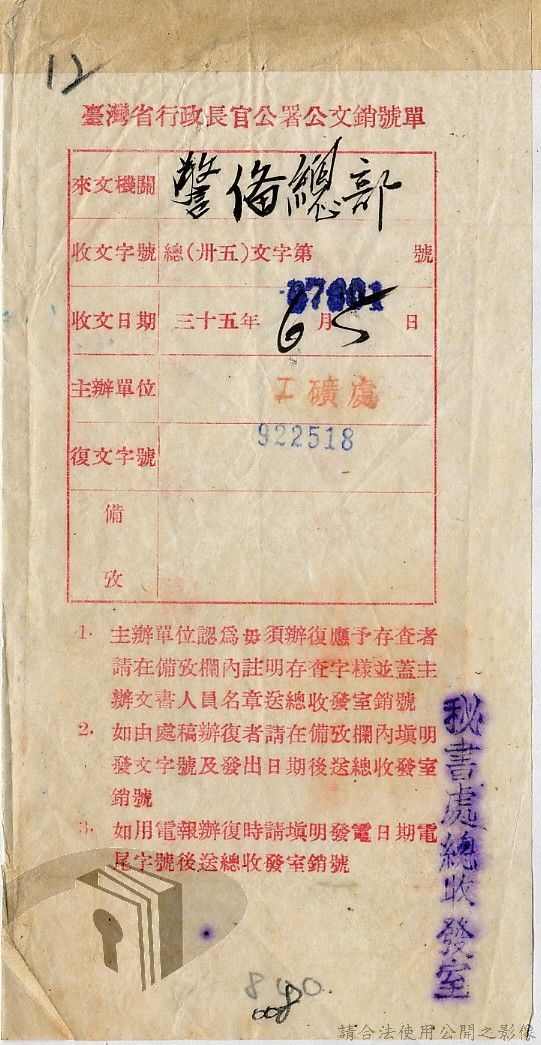 12
臺灣省行政長官公署公文銷號單
來文機關 警備總部
收文字號 總(卅五)文字第 號
收文日期 三十五年 6 月 5 日
主辦單位 工礦處
922518
復文字號
備
攷
1. 主辦單位認爲毋須辦復應予存查者
請在備攷欄內註明存查字樣並蓋主
辦文書人員名章送總收發室銷號
2. 如由處稿辦復者請在備攷欄內塡明
發文字號及發出日期後送總收發室
銷號
3. 如用電報辦復時請塡明發電日期電
尾字號後送總收發室銷號
秘書處總收發室
840
008
請合法使用公開之影像